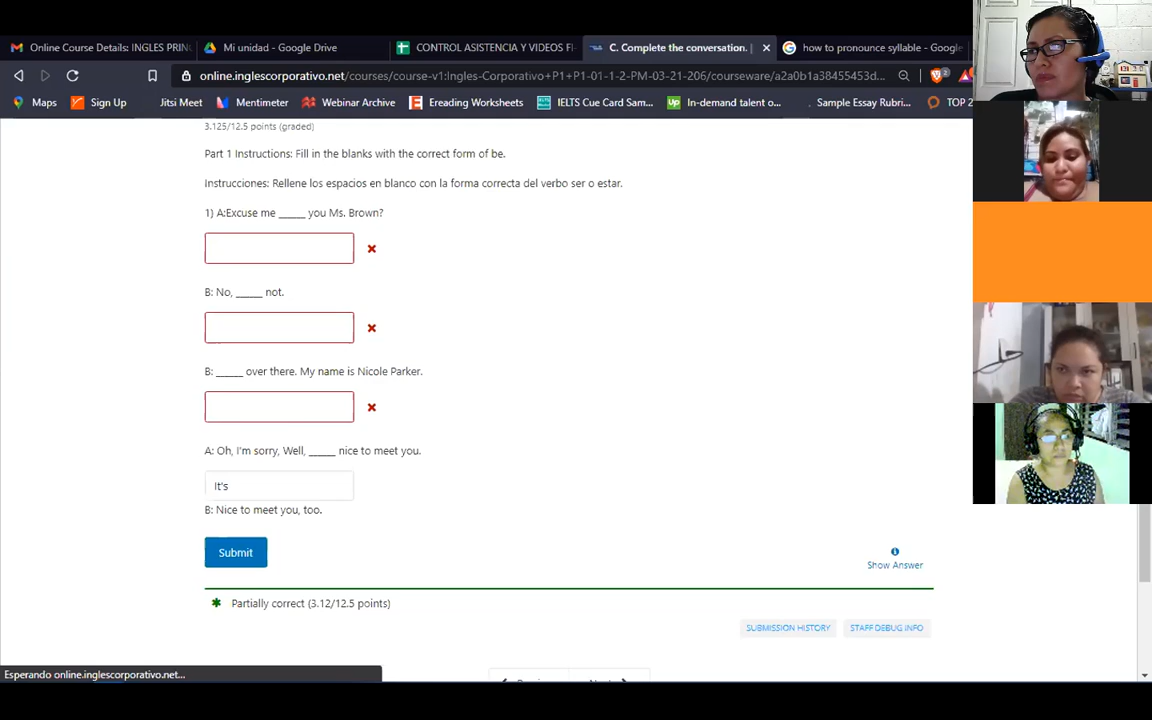 Online Course Details: INGLES PRIN
Mi unidad - Google Drive
CONTROL ASISTENCIA Y VIDEOS FI
C. Complete the conversation. |
how to pronounce syllable - Google
online.inglescorporativo.net/courses/course-v1:Ingles-Corporativo+P1+P1-01-1-2-PM-03-21-206/courseware/a2a0b1a38455453d...
2
Maps
Sign Up
Jitsi Meet
Mentimeter
Webinar Archive
Ereading Worksheets
IELTS Cue Card Sam...
Up In-demand talent o...
Sample Essay Rubri...
TOP 2
3.125/12.5 points (graded)
Part 1 Instructions: Fill in the blanks with the correct form of be.
Instrucciones: Rellene los espacios en blanco con la forma correcta del verbo ser o estar.
1) A:Excuse me _____ you Ms. Brown?
B: No, _____ not.
B: _____ over there. My name is Nicole Parker.
A: Oh, I'm sorry, Well, _____ nice to meet you.
It's
B: Nice to meet you, too.
Submit
Show Answer
Partially correct (3.12/12.5 points)
SUBMISSION HISTORY
STAFF DEBUG INFO
Esperando online.inglescorporativo.net...